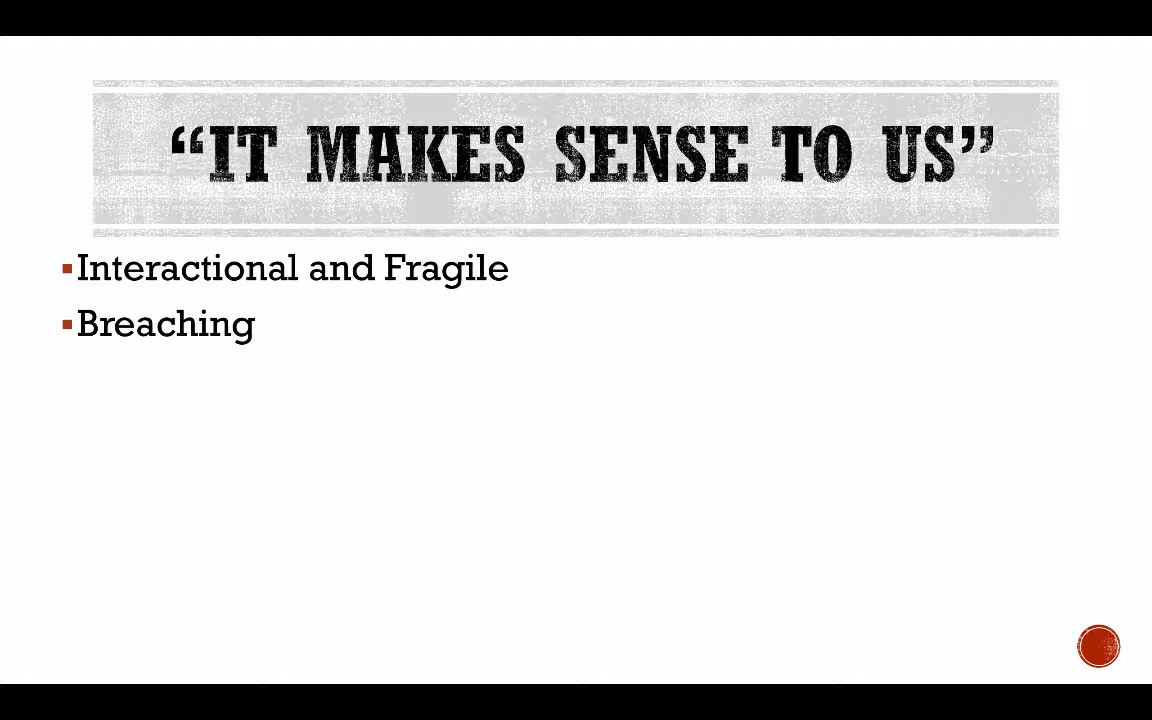 “IT MAKES SENSE TO US”
▪Interactional and Fragile
▪Breaching